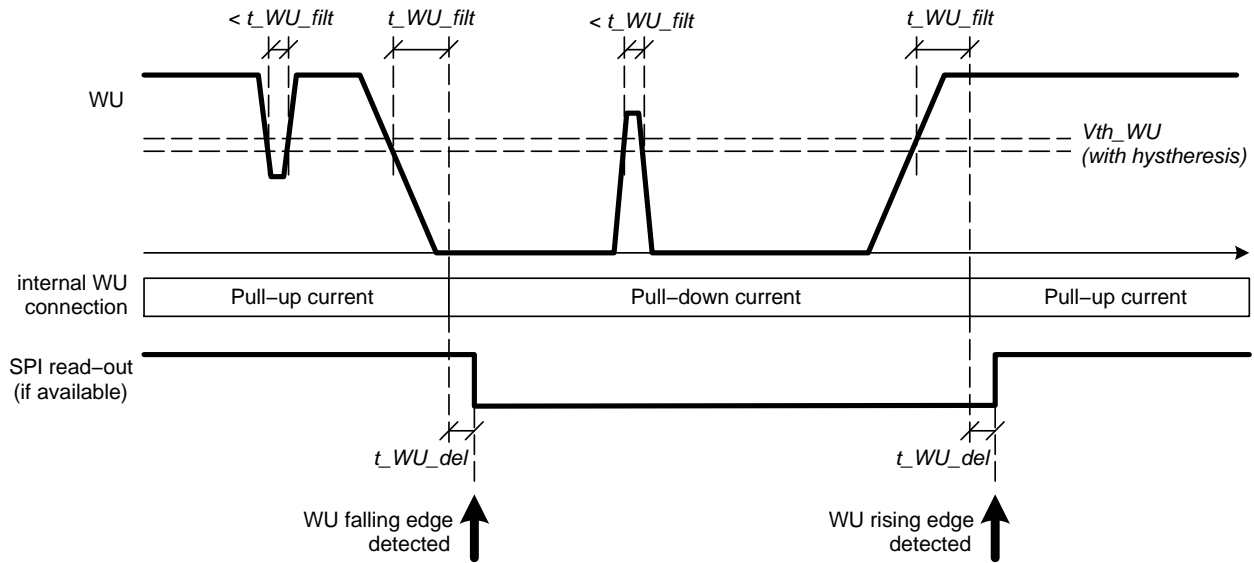 < t_WU_filt
t_WU_filt
< t_WU_filt
t_WU_filt
WU
Vth_WU
(with hystheresis)
internal WU
connection
Pull−up current
Pull−down current
Pull−up current
SPI read−out
(if available)
t_WU_del
t_WU_del
WU falling edge
detected
WU rising edge
detected